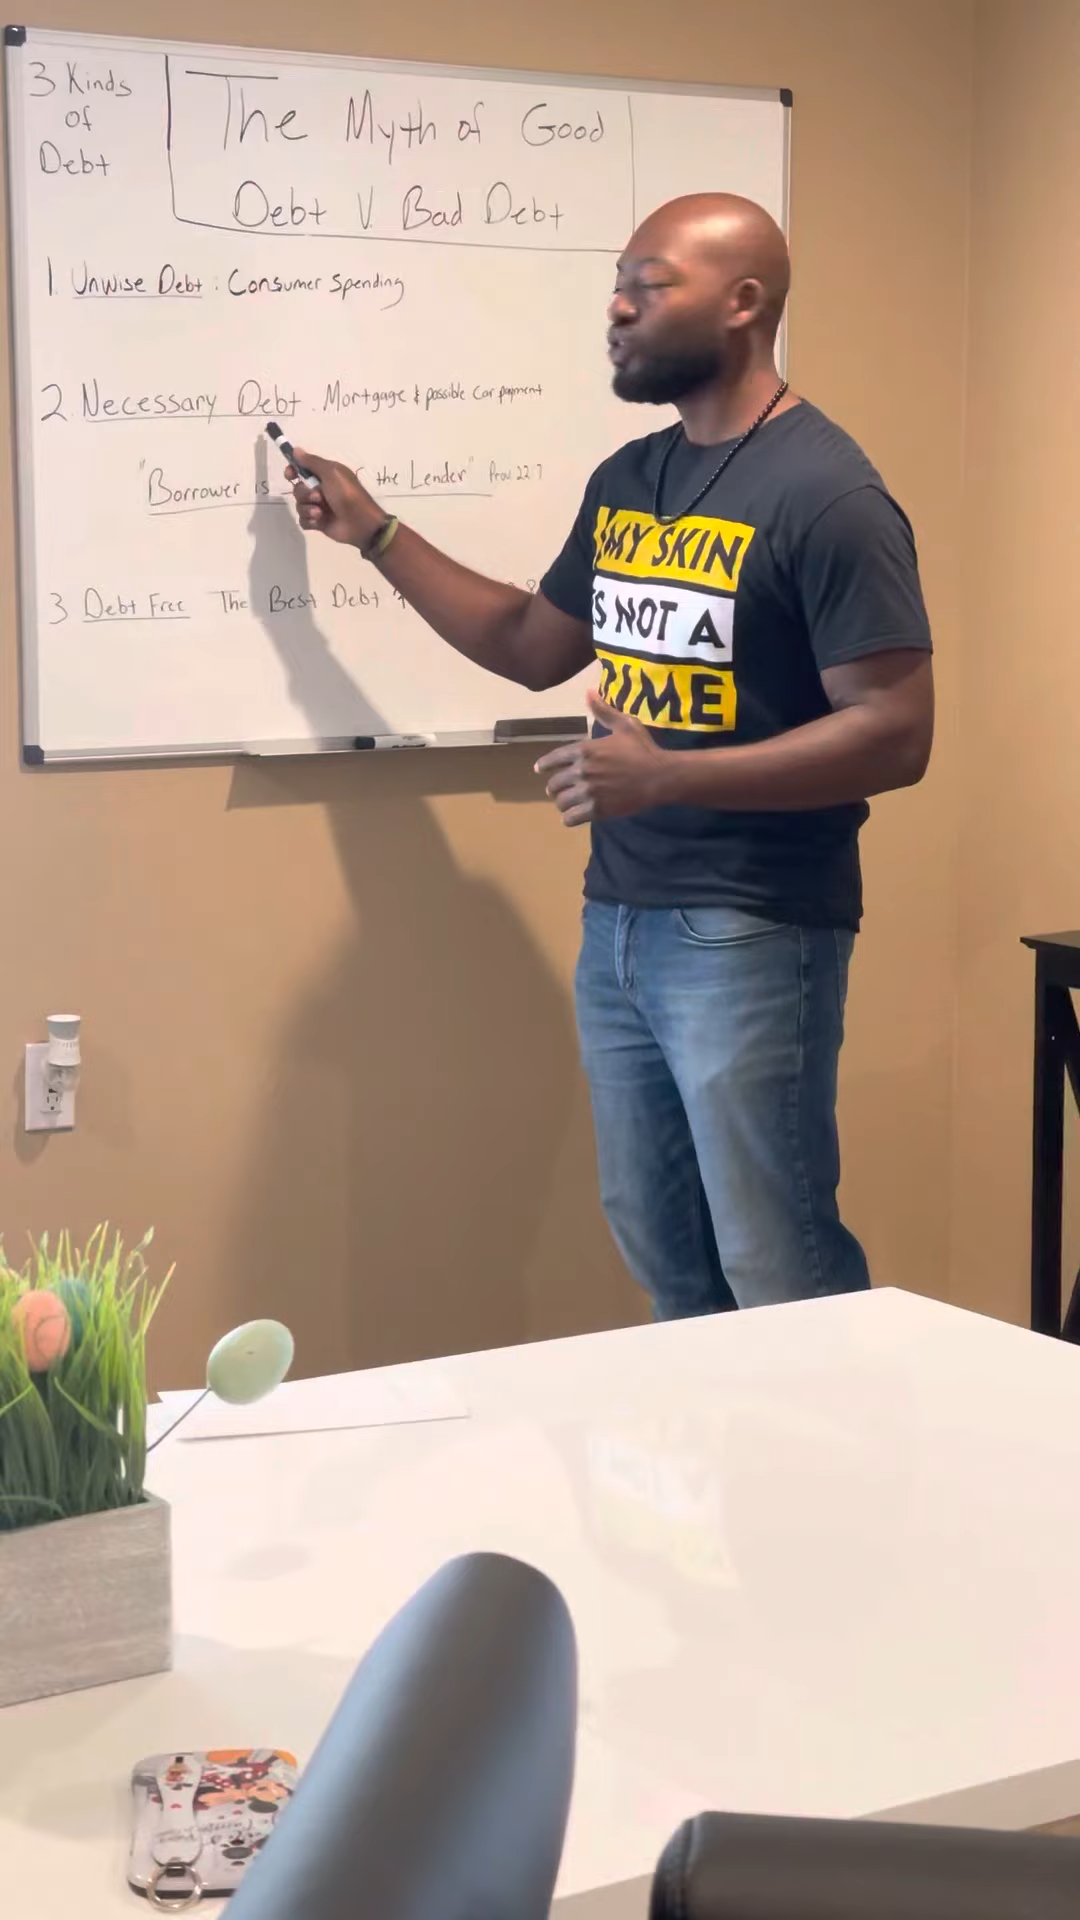 3 Kinds
of
Debt
The Myth of Good
Debt V. Bad Debt
1. Unwise Debt : Consumer Spending
2 Necessary Debt . Mortgage & possible Car payment
"Borrower is the Lender" Prov 22:7
3 Debt Free The Best Debt
MY SKIN
IS NOT A
RIME